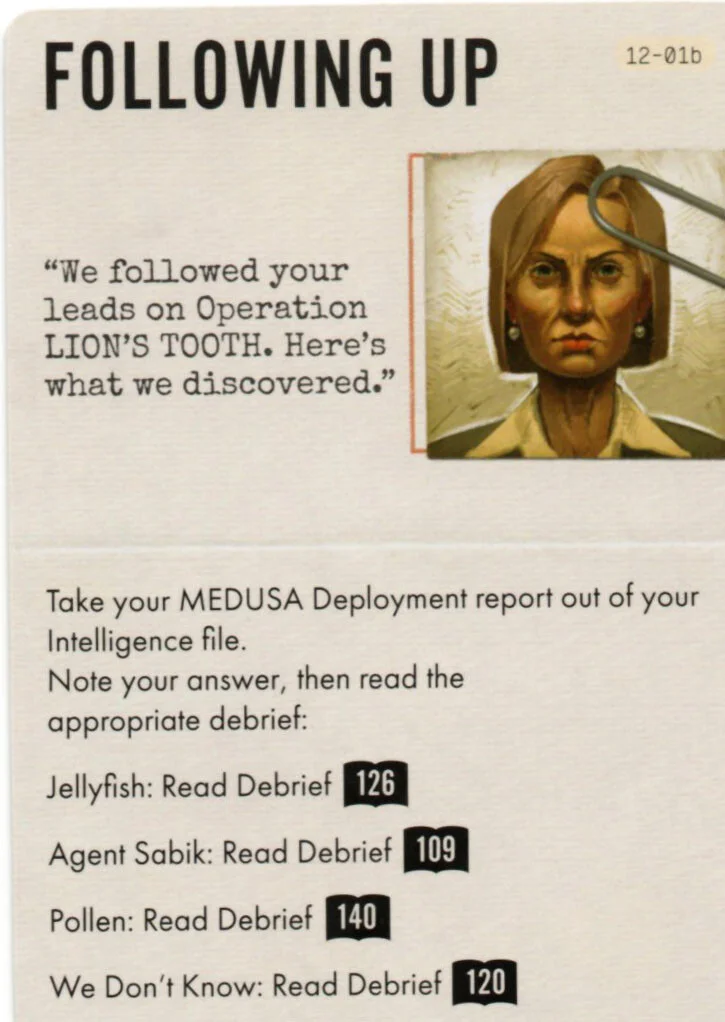 FOLLOWING UP
12-01b
“We followed your
leads on Operation
LION’S TOOTH. Here’s
what we discovered.”
Take your MEDUSA Deployment report out of your
Intelligence file.
Note your answer, then read the
appropriate debrief:
Jellyfish: Read Debrief 126
Agent Sabik: Read Debrief 109
Pollen: Read Debrief 140
We Don’t Know: Read Debrief 120